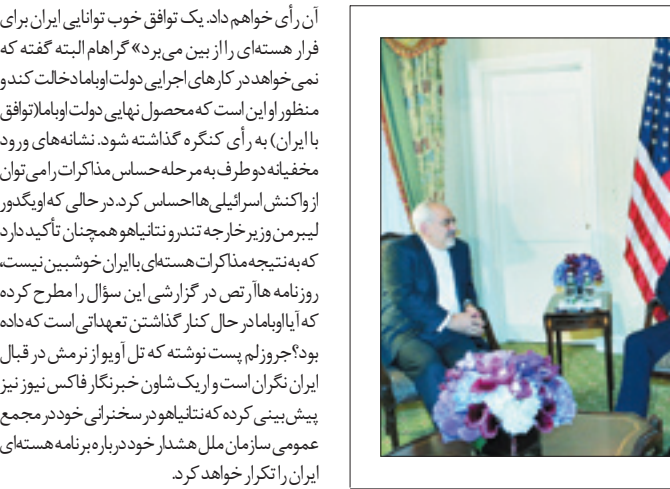 آن رأی خواهم داد. یک توافق خوب توانایی ایران برای
فرار هسته‌ای را از بین می‌برد» گراهام البته گفته که
نمی‌خواهد در کارهای اجرایی دولت اوباما دخالت کند و
منظور او این است که محصول نهایی دولت اوباما (توافق
با ایران) به رأی کنگره گذاشته شود. نشانه‌های ورود
مخفیانه دو طرف به مرحله حساس مذاکرات را می‌توان
از واکنش اسرائیلی‌ها احساس کرد. در حالی که اویگدور
لیبرمن وزیر خارجه تندرو نتانیاهو همچنان تأکید دارد
که به نتیجه مذاکرات هسته‌ای با ایران خوشبین نیست،
روزنامه هاآرتص در گزارشی این سؤال را مطرح کرده
که آیا اوباما در حال کنار گذاشتن تعهداتی است که داده
بود؟ جروزلم پست نوشته که تل آویو از نرمش در قبال
ایران نگران است و اریک شاون خبرنگار فاکس نیوز نیز
پیش‌بینی کرده که نتانیاهو در سخنرانی خود در مجمع
عمومی سازمان ملل هشدار خود درباره برنامه هسته‌ای
ایران را تکرار خواهد کرد.